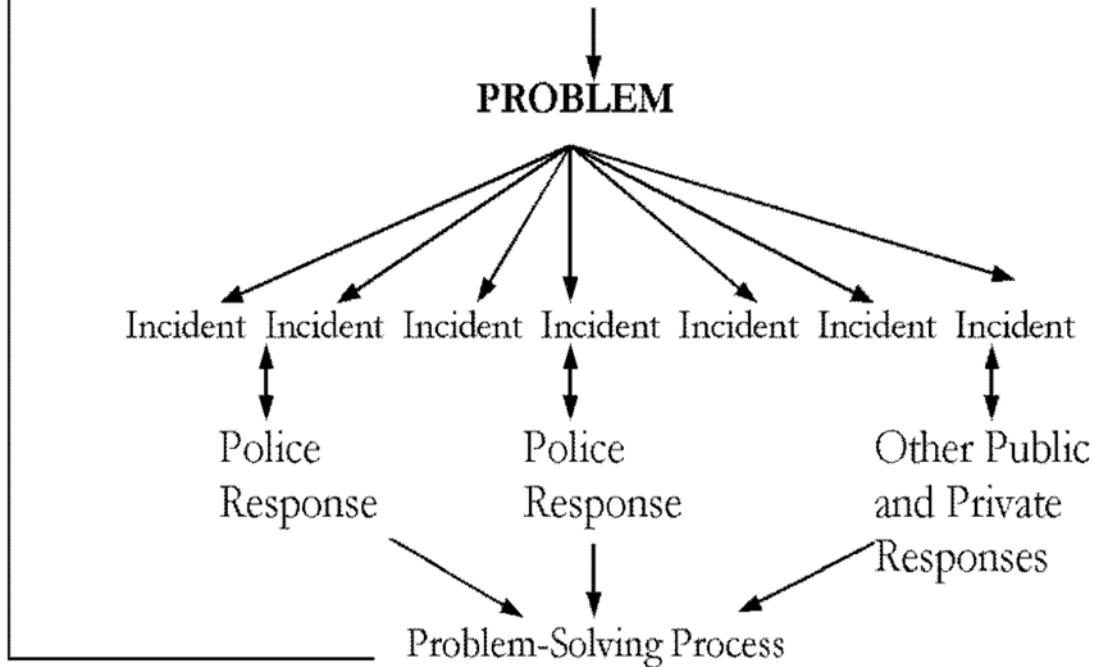 PROBLEM
Incident Incident Incident Incident Incident Incident Incident
Police Response
Police Response
Other Public and Private Responses
Problem-Solving Process